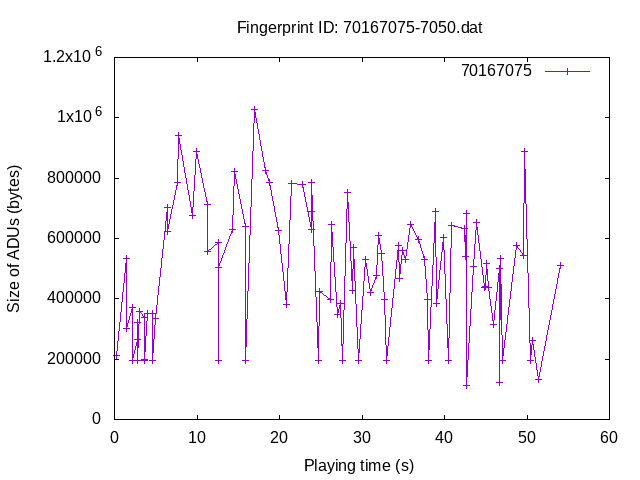 Fingerprint ID: 70167075-7050.dat
70167075
Size of ADUs (bytes)
1.2x10^6
1x10^6
800000
600000
400000
200000
0
0 10 20 30 40 50 60
Playing time (s)